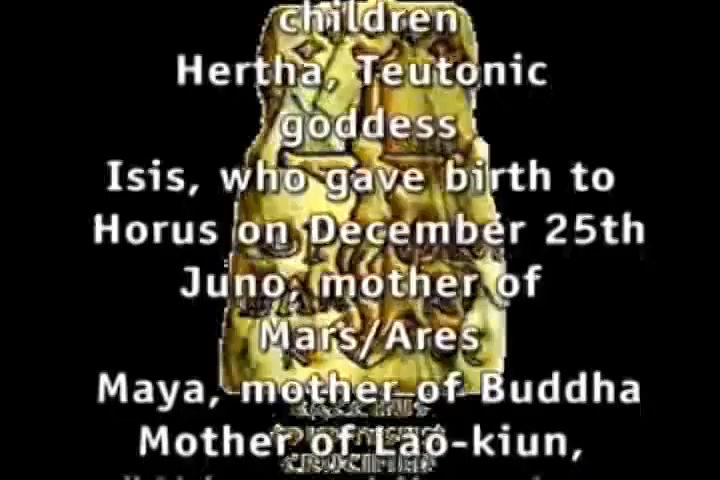 children
Hertha, Teutonic
goddess
Isis, who gave birth to
Horus on December 25th
Juno, mother of
Mars/Ares
Maya, mother of Buddha
Mother of Lao-kiun,